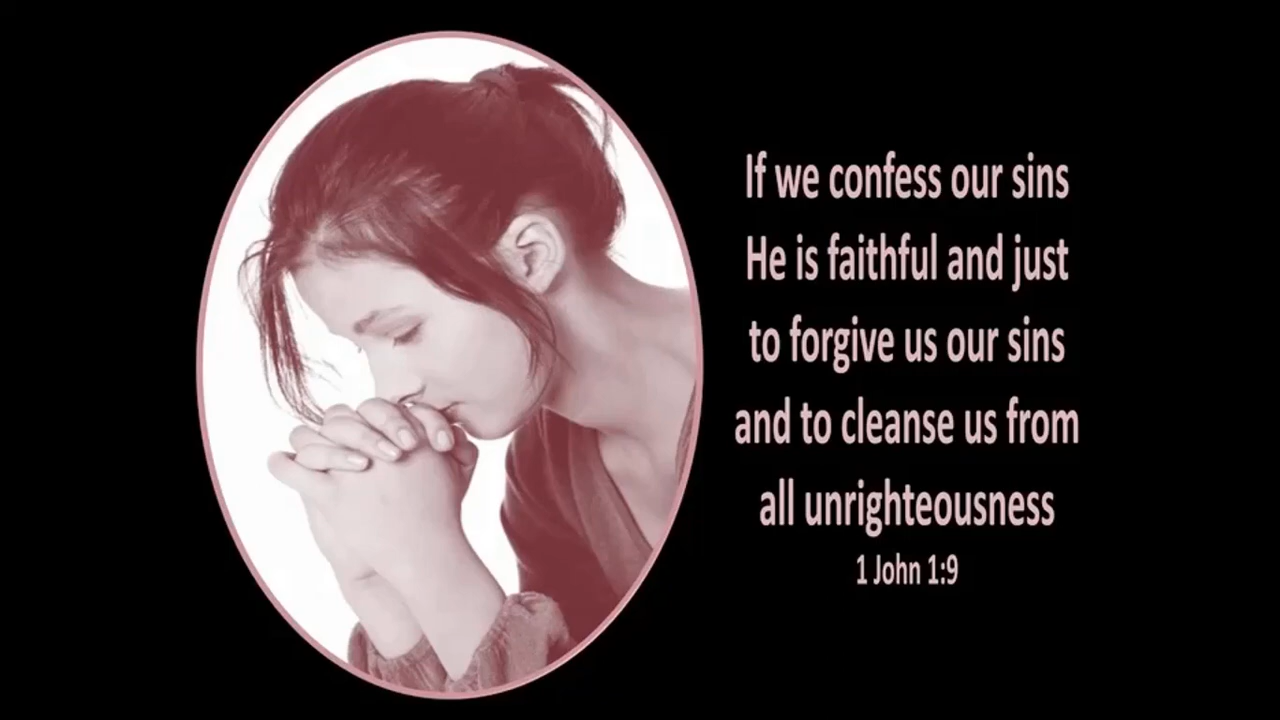 If we confess our sins
He is faithful and just
to forgive us our sins
and to cleanse us from
all unrighteousness
1 John 1:9